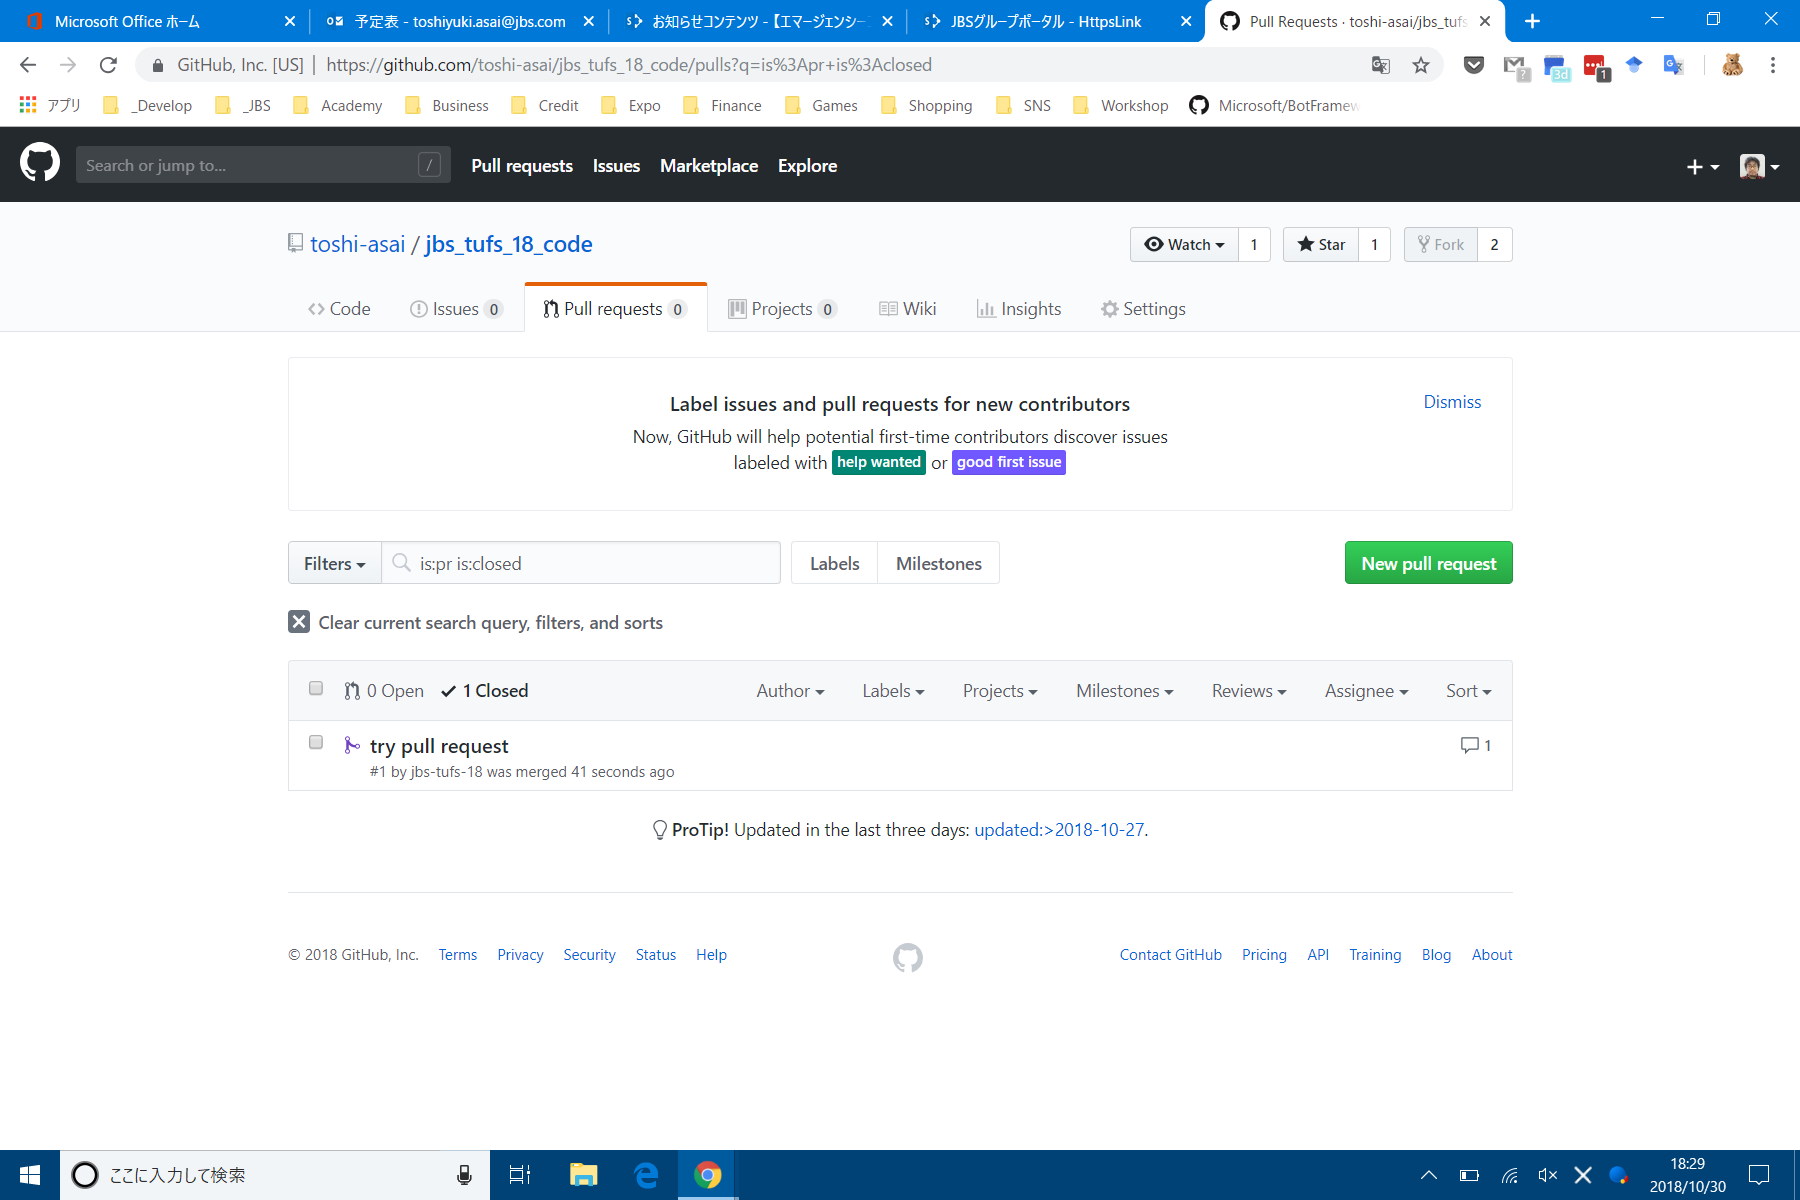 Microsoft Office ホーム
予定表 - toshiyuki.asai@jbs.com
お知らせコンテンツ - 【エマージェンシー
JBSグループポータル - HttpsLink
Pull Requests · toshi-asai/jbs_tufs
GitHub, Inc. [US] | https://github.com/toshi-asai/jbs_tufs_18_code/pulls?q=is%3Apr+is%3Aclosed
? 3d 1
アプリ _Develop _JBS Academy Business Credit Expo Finance Games Shopping SNS Workshop Microsoft/BotFramew
Search or jump to... / Pull requests Issues Marketplace Explore
toshi-asai / jbs_tufs_18_code
Watch 1 Star 1 Fork 2
Code Issues 0 Pull requests 0 Projects 0 Wiki Insights Settings
Label issues and pull requests for new contributors
Dismiss
Now, GitHub will help potential first-time contributors discover issues
labeled with help wanted or good first issue
Filters is:pr is:closed Labels Milestones New pull request
Clear current search query, filters, and sorts
0 Open 1 Closed Author Labels Projects Milestones Reviews Assignee Sort
try pull request 1
#1 by jbs-tufs-18 was merged 41 seconds ago
ProTip! Updated in the last three days: updated:>2018-10-27.
© 2018 GitHub, Inc. Terms Privacy Security Status Help
Contact GitHub Pricing API Training Blog About
ここに入力して検索
18:29
2018/10/30